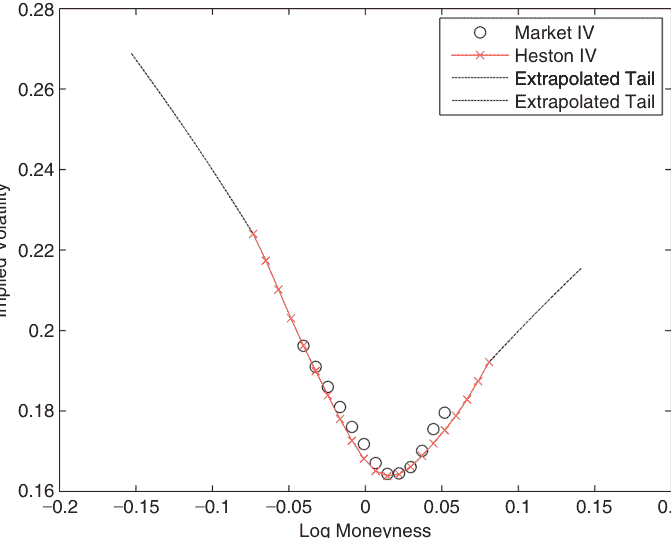 0.28
0.26
0.24
0.22
0.2
0.18
0.16
Implied Volatility
Market IV
Heston IV
Extrapolated Tail
Extrapolated Tail
−0.2 −0.15 −0.1 −0.05 0 0.05 0.1 0.15 0.
Log Moneyness